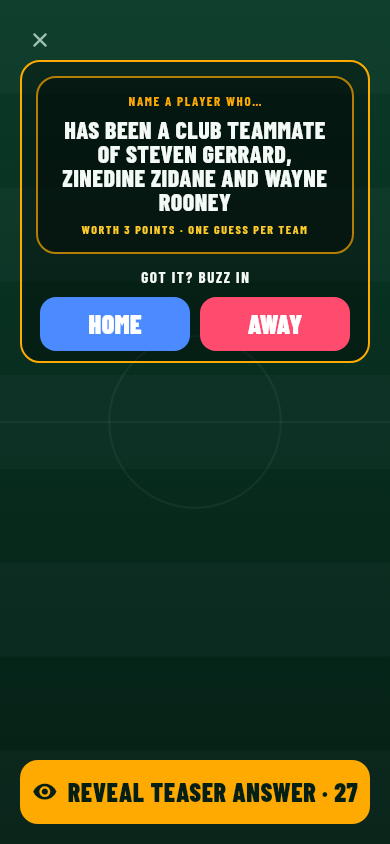 NAME A PLAYER WHO...
HAS BEEN A CLUB TEAMMATE
OF STEVEN GERRARD,
ZINEDINE ZIDANE AND WAYNE
ROONEY
WORTH 3 POINTS · ONE GUESS PER TEAM
GOT IT? BUZZ IN
HOME AWAY
REVEAL TEASER ANSWER · 27